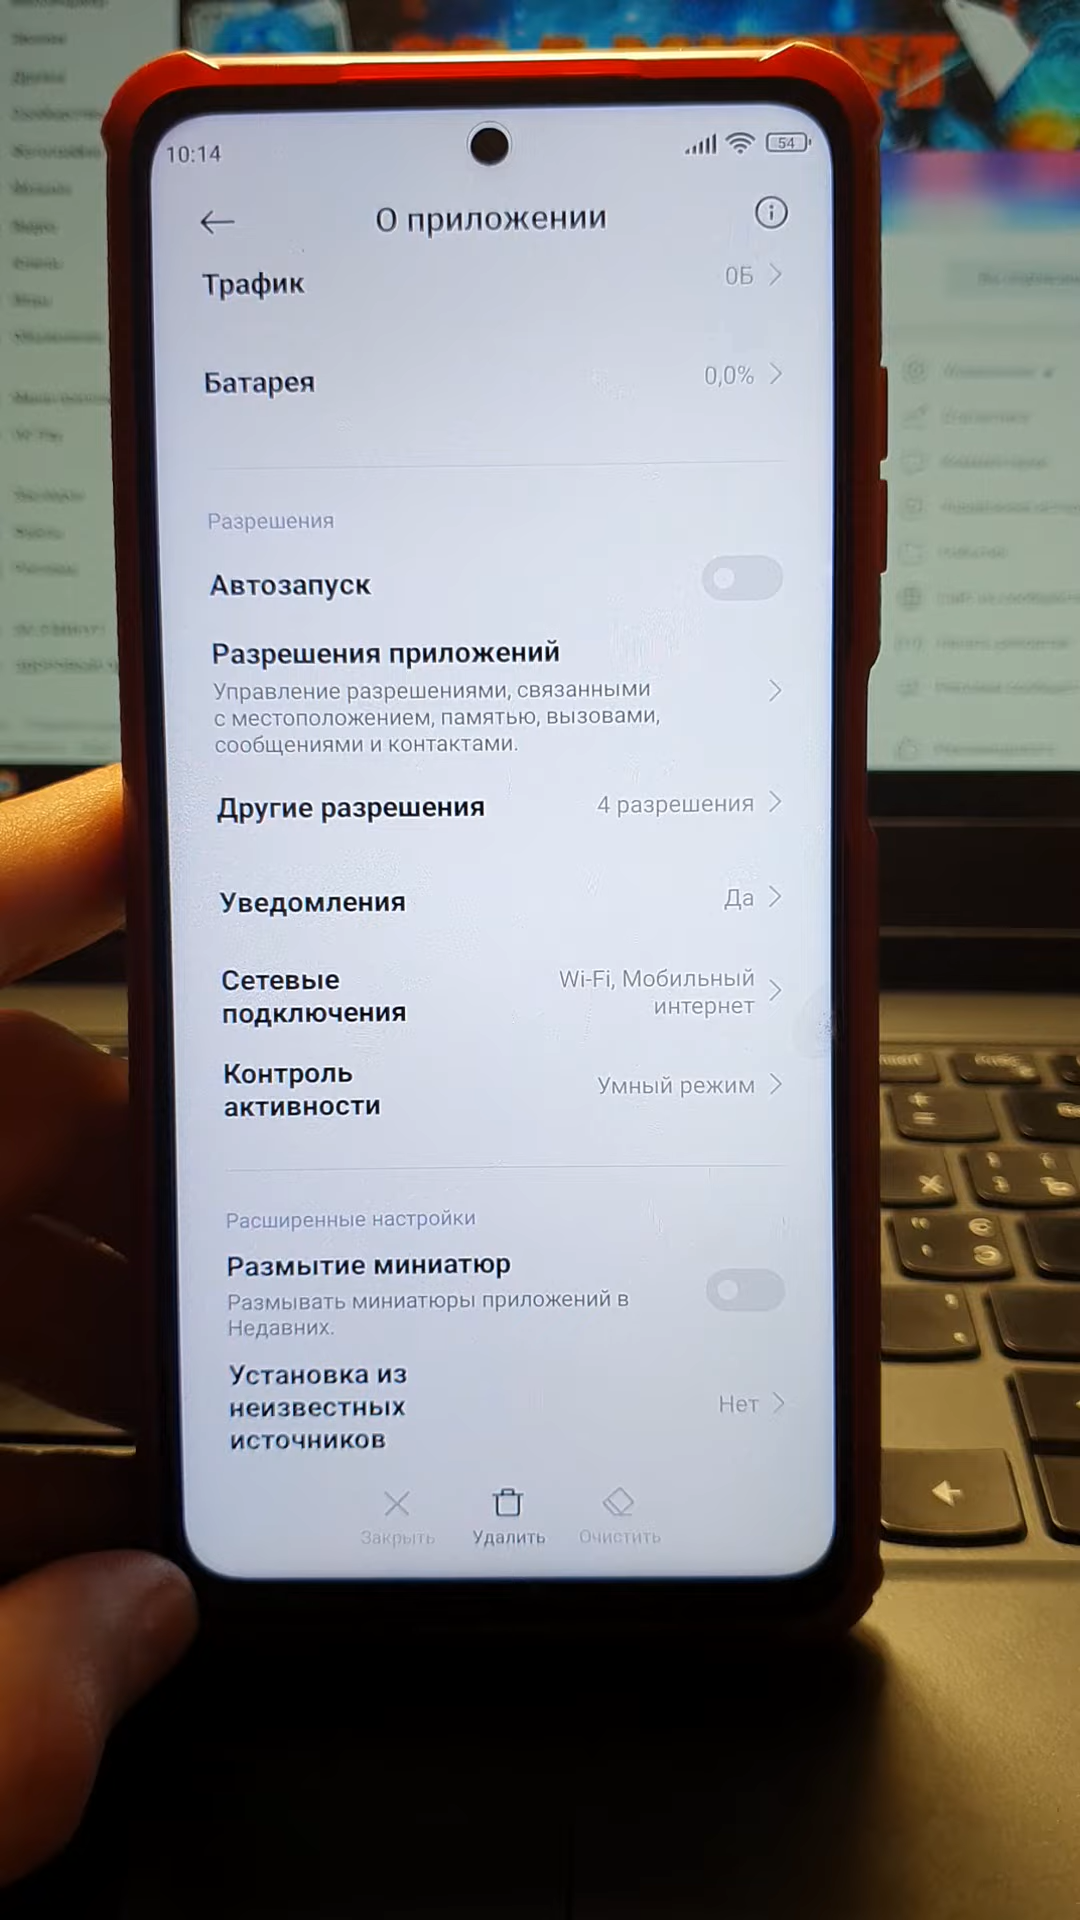 10:14
54
О приложении
Трафик
0Б
Батарея
0,0%
Разрешения
Автозапуск
Разрешения приложений
Управление разрешениями, связанными
с местоположением, памятью, вызовами,
сообщениями и контактами.
Другие разрешения
4 разрешения
Уведомления
Да
Сетевые
подключения
Wi-Fi, Мобильный
интернет
Контроль
активности
Умный режим
Расширенные настройки
Размытие миниатюр
Размывать миниатюры приложений в
Недавних.
Установка из
неизвестных
источников
Нет
Закрыть
Удалить
Очистить